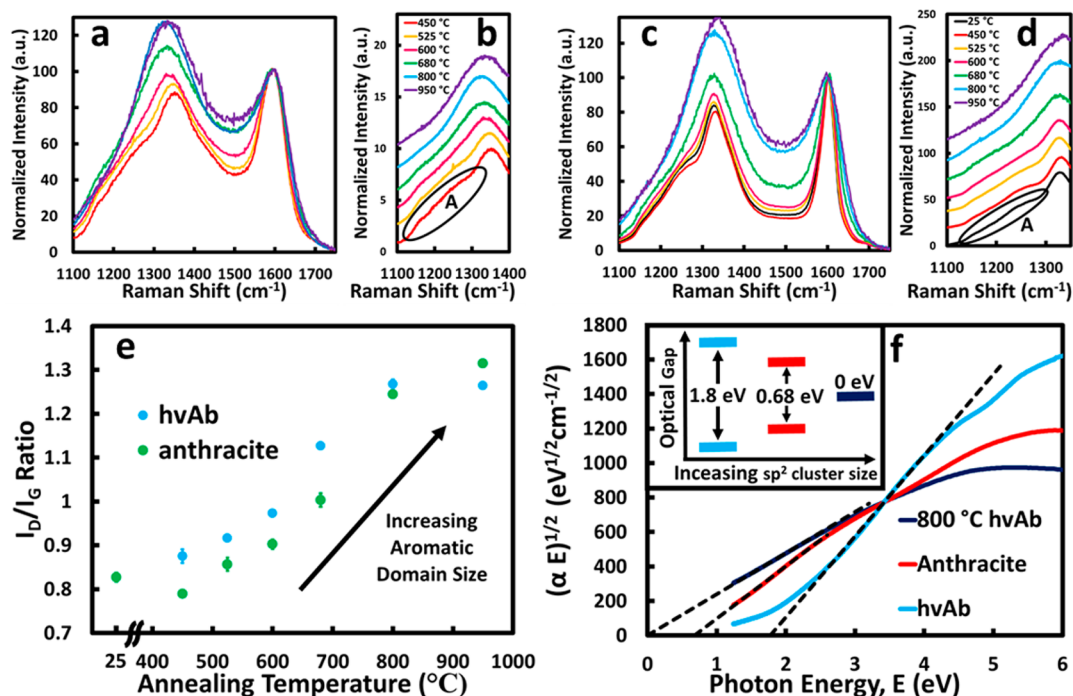 a
Normalized Intensity (a.u.)
120
100
80
60
40
20
0
1100 1200 1300 1400 1500 1600 1700
Raman Shift (cm-1)
b
Normalized Intensity (a.u.)
20
15
10
5
0
450 °C
525 °C
600 °C
680 °C
800 °C
950 °C
A
1100 1200 1300 1400
Raman Shift (cm-1)
c
Normalized Intensity (a.u.)
120
100
80
60
40
20
0
1100 1200 1300 1400 1500 1600 1700
Raman Shift (cm-1)
d
Normalized Intensity (a.u.)
250
200
150
100
50
0
25 °C
450 °C
525 °C
600 °C
680 °C
800 °C
950 °C
A
1100 1200 1300
Raman Shift (cm-1)
e
ID/IG Ratio
1.4
1.3
1.2
1.1
1
0.9
0.8
0.7
hvAb
anthracite
Increasing
Aromatic
Domain Size
25 400 500 600 700 800 900 1000
Annealing Temperature (°C)
f
(α E)1/2 (eV1/2cm-1/2)
1800
1600
1400
1200
1000
800
600
400
200
0
Optical Gap
1.8 eV
0.68 eV
0 eV
Inceasing sp2 cluster size
800 °C hvAb
Anthracite
hvAb
0 1 2 3 4 5 6
Photon Energy, E (eV)